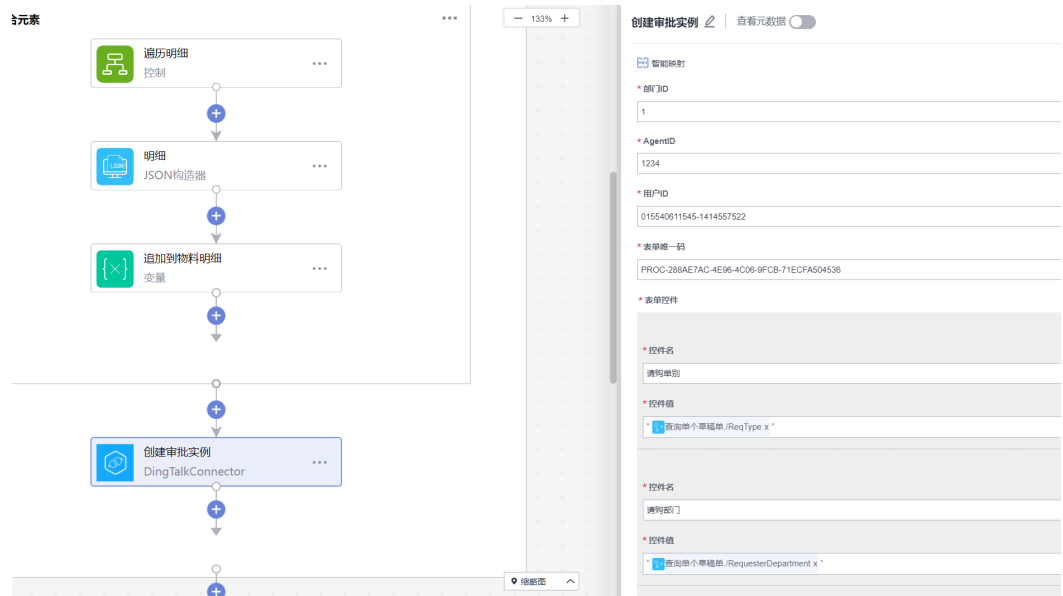 合元素
133%
遍历明细
控制
明细
JSON构造器
追加到物料明细
变量
创建审批实例
DingTalkConnector
缩略图
创建审批实例 查看元数据
智能映射
* 部门ID
1
* AgentID
1234
* 用户ID
015540611545-1414557522
* 表单唯一码
PROC-288AE7AC-4E96-4C06-9FCB-71ECFA504536
* 表单控件
* 控件名
请购单别
* 控件值
" 查询单个草稿单./ReqType x "
* 控件名
请购部门
* 控件值
" 查询单个草稿单./RequesterDepartment x "